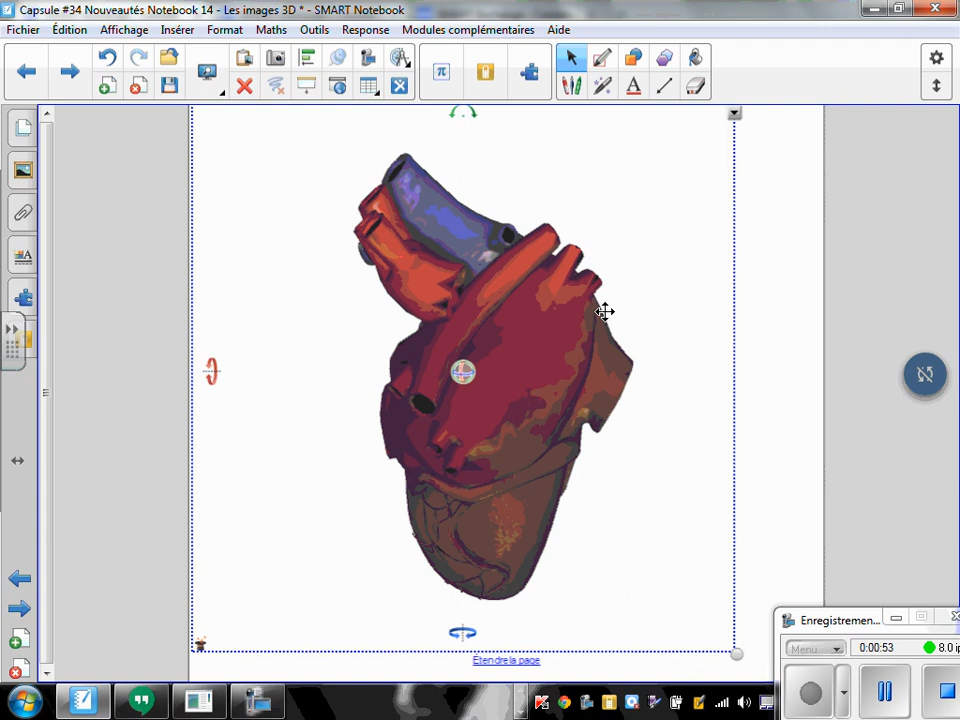 Capsule #34 Nouveautés Notebook 14 - Les images 3D * - SMART Notebook
Fichier Édition Affichage Insérer Format Maths Outils Response Modules complémentaires Aide
π
A
Étendre la page
Enregistremen...
Menu 0:00:53 8.0 ip